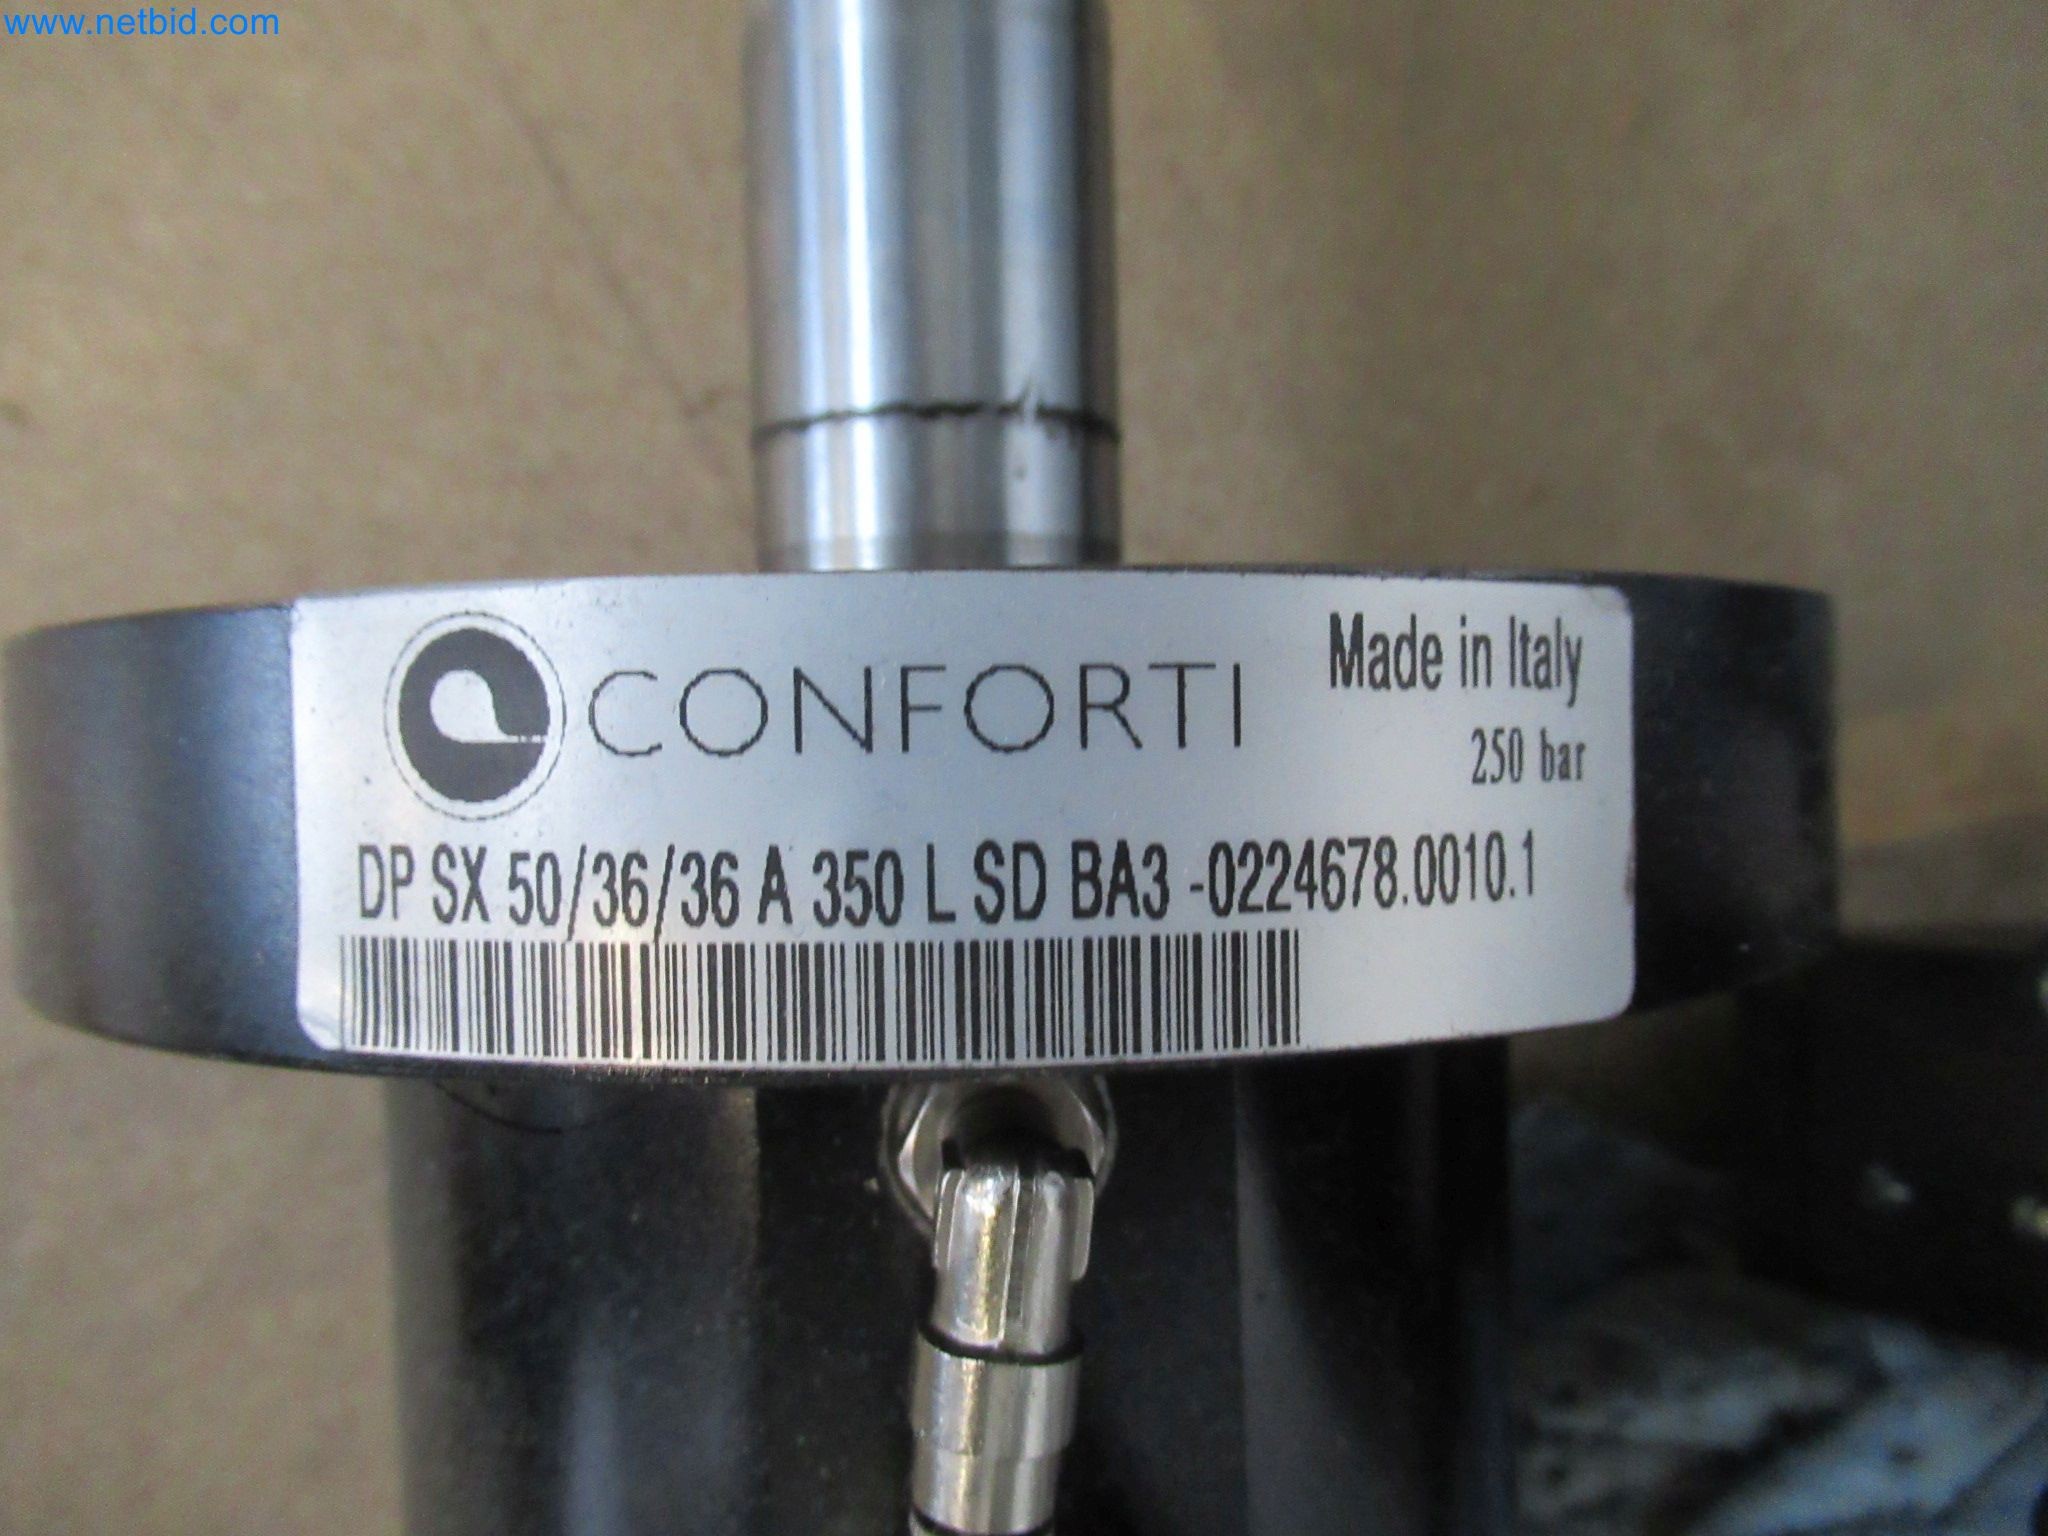 www.netbid.com
CONFORTI
Made in Italy
250 bar
DP SX 50/36/36 A 350 L SD BA3 -0224678.0010.1